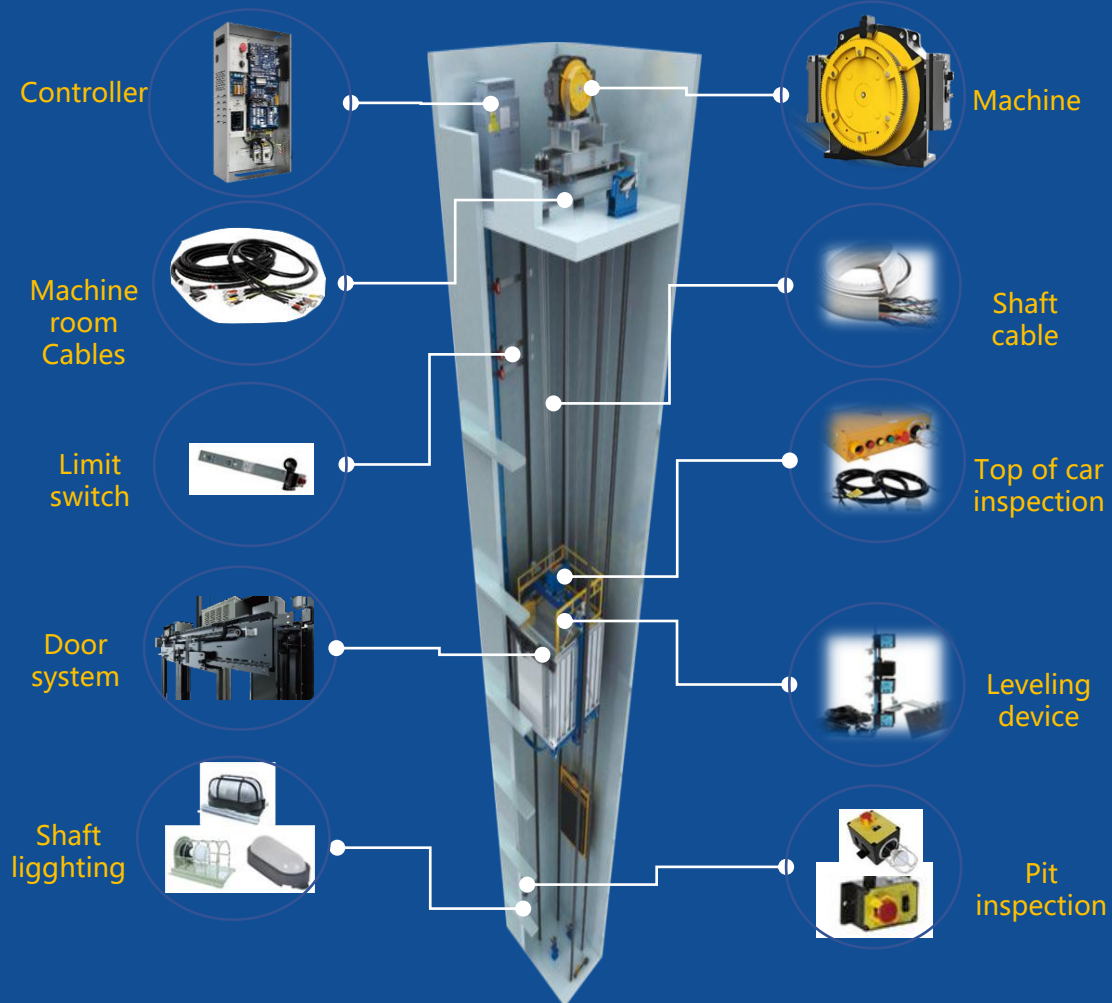 Controller
Machine
Machine
room
Cables
Shaft
cable
Limit
switch
Top of car
inspection
Door
system
Leveling
device
Shaft
ligghting
Pit
inspection